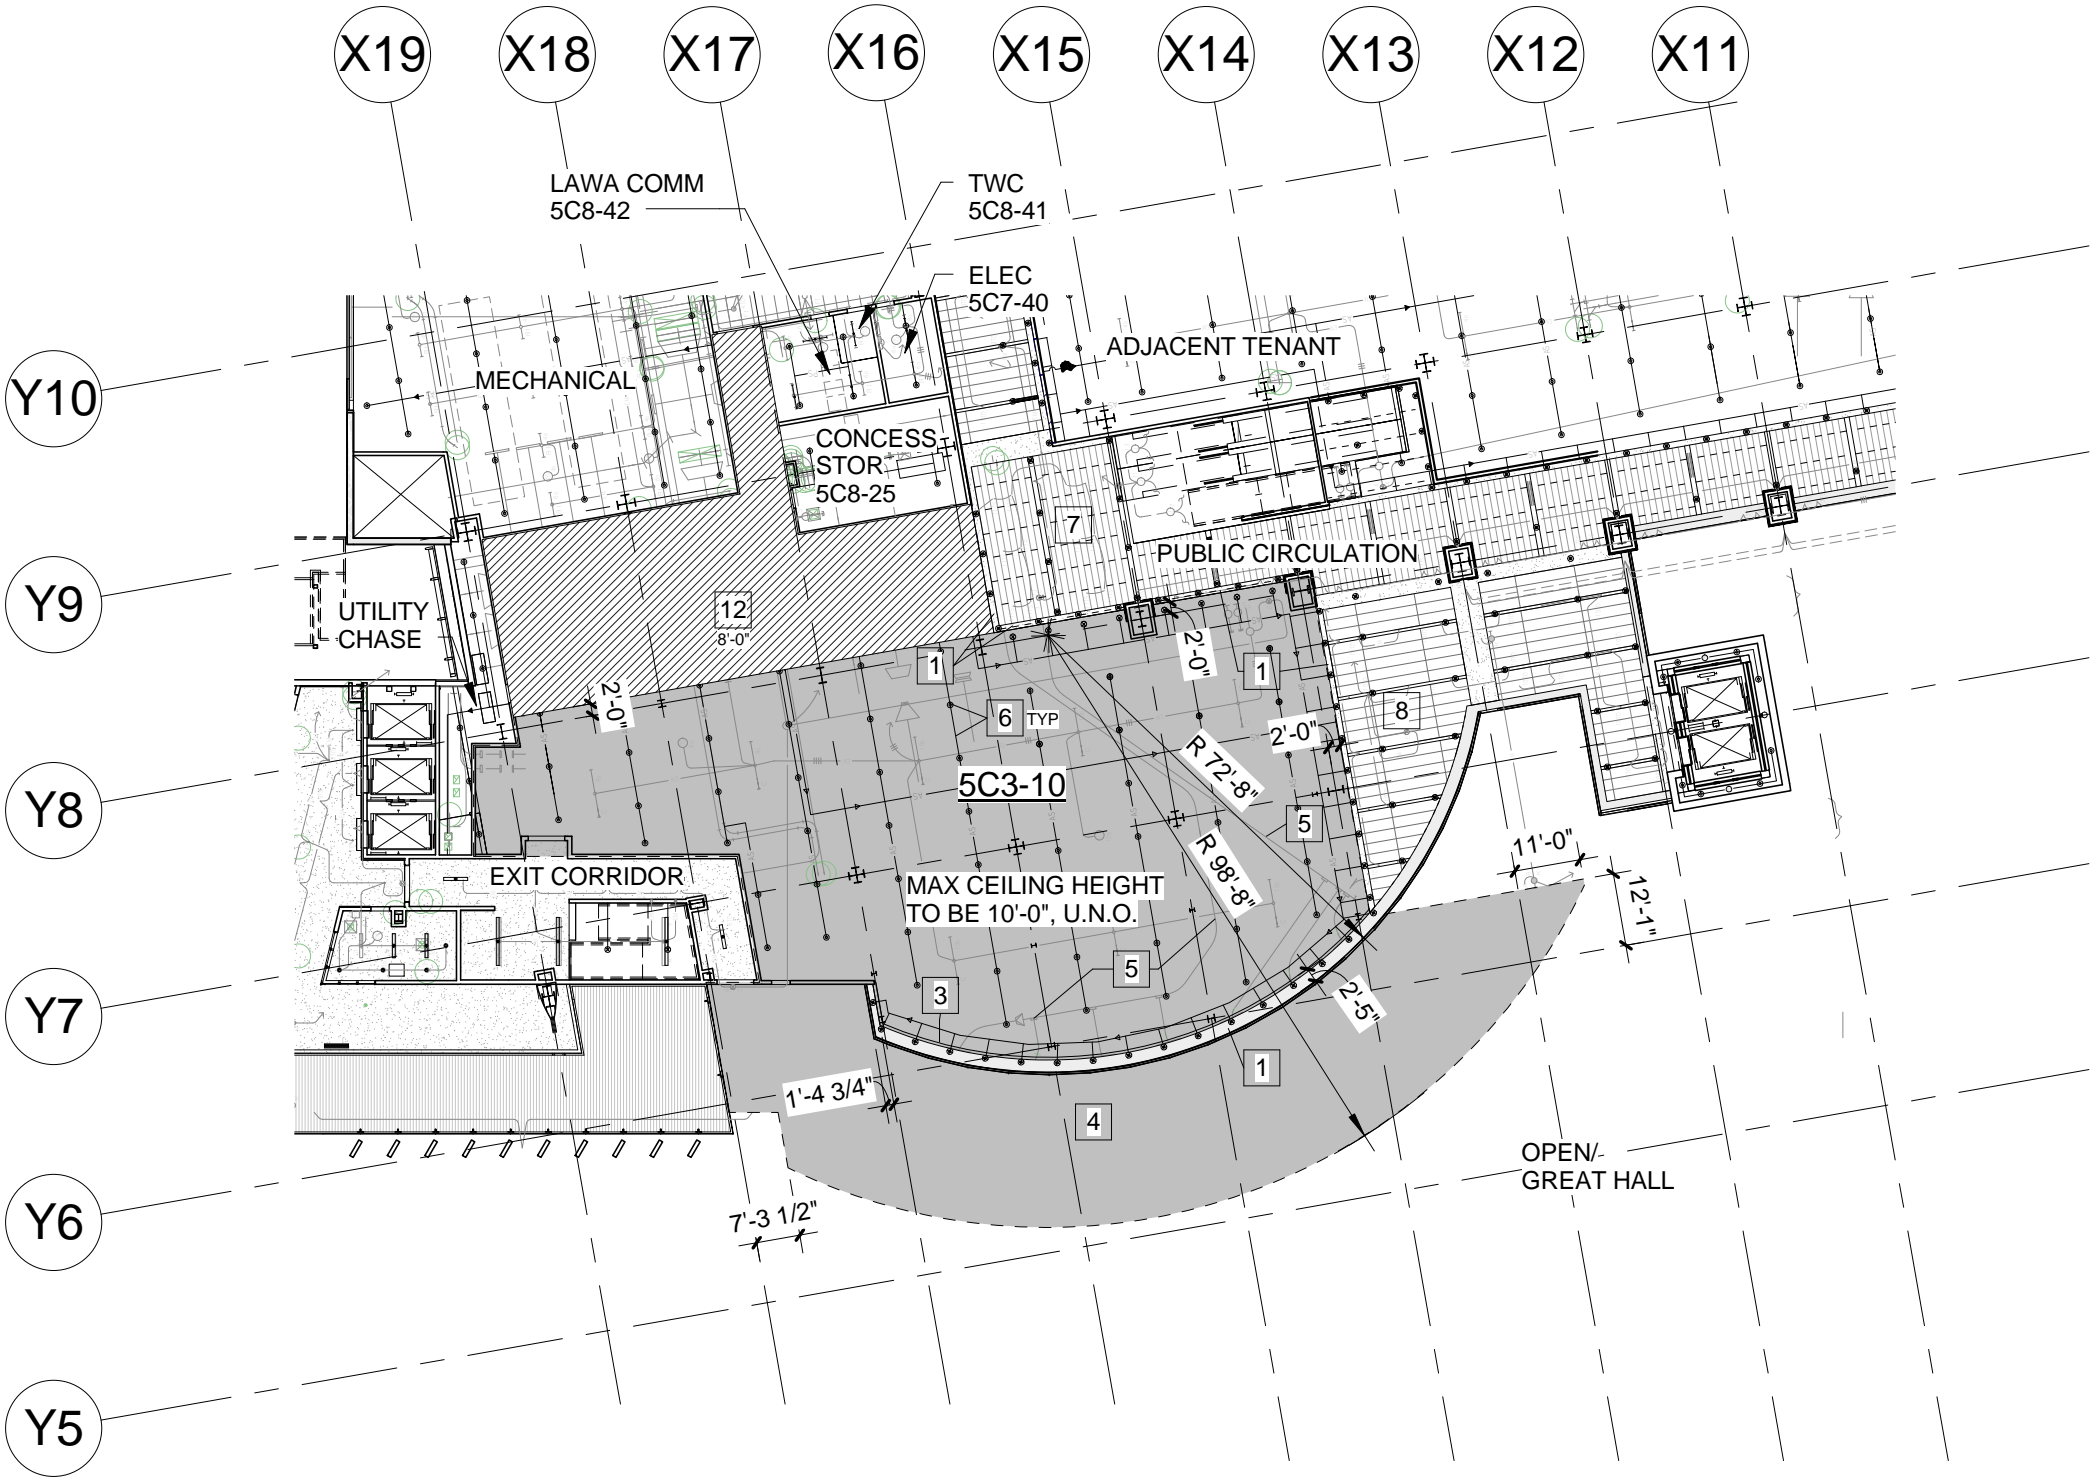 X19
X18
X17
X16
X15
X14
X13
X12
X11
LAWA COMM
5C8-42
TWC
5C8-41
ELEC
5C7-40
ADJACENT TENANT
MECHANICAL
Y10
CONCESS
STOR
5C8-25
7
PUBLIC CIRCULATION
Y9
UTILITY
CHASE
12
8'-0"
2'-0"
1
1
2'-0"
6 TYP
8
2'-0"
R 72'-8"
5C3-10
Y8
5
R 98'-8"
11'-0"
EXIT CORRIDOR
MAX CEILING HEIGHT
TO BE 10'-0", U.N.O.
12'-1"
5
3
2'-5"
Y7
1
1'-4 3/4"
4
OPEN/
GREAT HALL
Y6
7'-3 1/2"
Y5